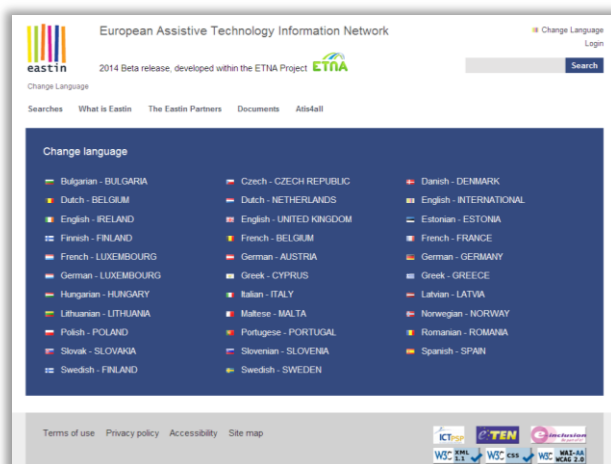 European Assistive Technology Information Network
Change Language
Login
eastin
2014 Beta release, developed within the ETNA Project ETNA
Search
Change Language
Searches What is Eastin The Eastin Partners Documents Atis4all
Change language
Bulgarian - BULGARIA Czech - CZECH REPUBLIC Danish - DENMARK
Dutch - BELGIUM Dutch - NETHERLANDS English - INTERNATIONAL
English - IRELAND English - UNITED KINGDOM Estonian - ESTONIA
Finnish - FINLAND French - BELGIUM French - FRANCE
French - LUXEMBOURG German - AUSTRIA German - GERMANY
German - LUXEMBOURG Greek - CYPRUS Greek - GREECE
Hungarian - HUNGARY Italian - ITALY Latvian - LATVIA
Lithuanian - LITHUANIA Maltese - MALTA Norwegian - NORWAY
Polish - POLAND Portugese - PORTUGAL Romanian - ROMANIA
Slovak - SLOVAKIA Slovenian - SLOVENIA Spanish - SPAIN
Swedish - FINLAND Swedish - SWEDEN
Terms of use Privacy policy Accessibility Site map
ICT PSP eTEN e-inclusion
W3C XML 1.1 W3C css W3C WAI-AA WCAG 2.0